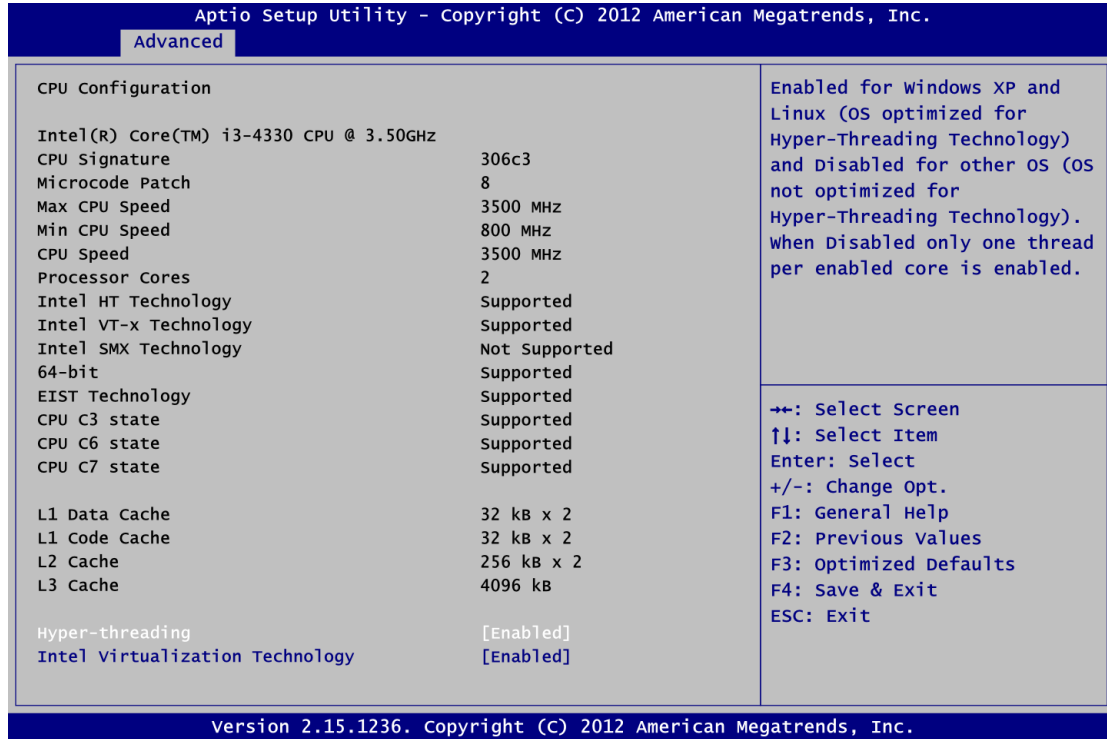 Aptio Setup Utility - Copyright (C) 2012 American Megatrends, Inc.
Advanced
CPU Configuration
Intel(R) Core(TM) i3-4330 CPU @ 3.50GHz
CPU Signature 306c3
Microcode Patch 8
Max CPU Speed 3500 MHz
Min CPU Speed 800 MHz
CPU Speed 3500 MHz
Processor Cores 2
Intel HT Technology Supported
Intel VT-x Technology Supported
Intel SMX Technology Not Supported
64-bit Supported
EIST Technology Supported
CPU C3 state Supported
CPU C6 state Supported
CPU C7 state Supported
L1 Data Cache 32 kB x 2
L1 Code Cache 32 kB x 2
L2 Cache 256 kB x 2
L3 Cache 4096 kB
Hyper-threading [Enabled]
Intel Virtualization Technology [Enabled]
Enabled for Windows XP and
Linux (OS optimized for
Hyper-Threading Technology)
and Disabled for other OS (OS
not optimized for
Hyper-Threading Technology).
When Disabled only one thread
per enabled core is enabled.
→←: Select Screen
↑↓: Select Item
Enter: Select
+/-: Change Opt.
F1: General Help
F2: Previous Values
F3: Optimized Defaults
F4: Save & Exit
ESC: Exit
Version 2.15.1236. Copyright (C) 2012 American Megatrends, Inc.